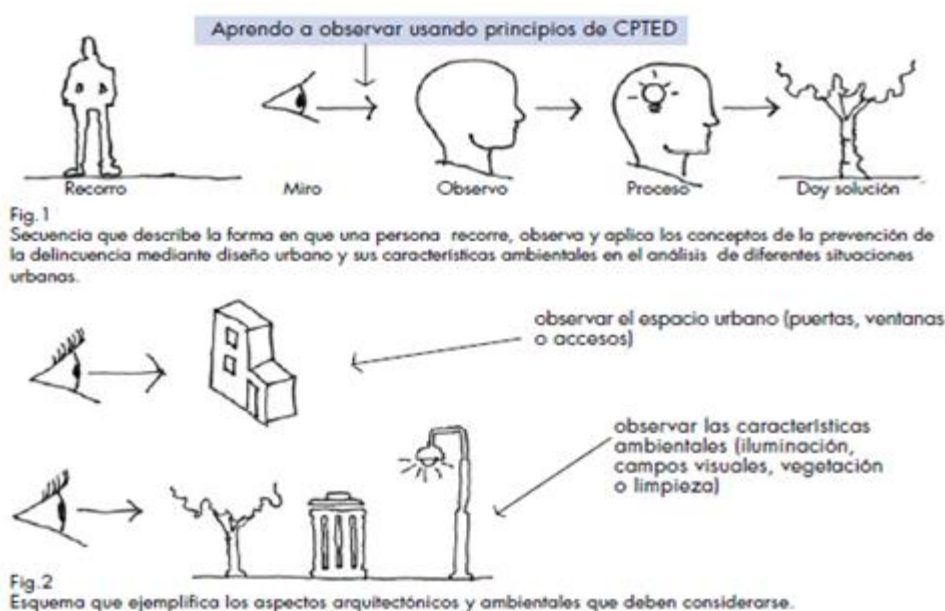 Aprendo a observar usando principios de CPTED
Recorro
Miro
Observo
Proceso
Doy solución
Fig.1
Secuencia que describe la forma en que una persona recorre, observa y aplica los conceptos de la prevención de
la delincuencia mediante diseño urbano y sus características ambientales en el análisis de diferentes situaciones
urbanas.
observar el espacio urbano (puertas, ventanas
o accesos)
observar las características
ambientales (iluminación,
campos visuales, vegetación
o limpieza)
Fig.2
Esquema que ejemplifica los aspectos arquitectónicos y ambientales que deben considerarse.